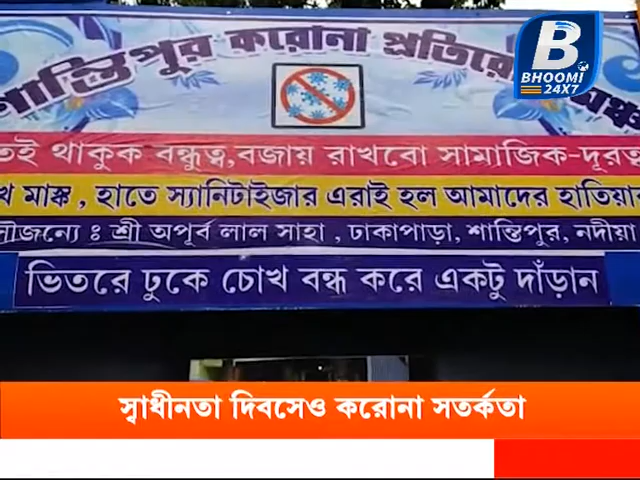 শান্তিপুর করোনা প্রতিরো
BHOOMI
24X7
থাকুক বন্ধুত্ব,বজায় রাখবো সামাজিক-দূরত
মাস্ক , হাতে স্যানিটাইজার এরাই হল আমাদের হাতিয়া
সৌজন্যে : শ্রী অপূর্ব লাল সাহা , ঢাকাপাড়া, শান্তিপুর, নদীয়া
ভিতরে ঢুকে চোখ বন্ধ করে একটু দাঁড়ান
স্বাধীনতা দিবসেও করোনা সতর্কতা